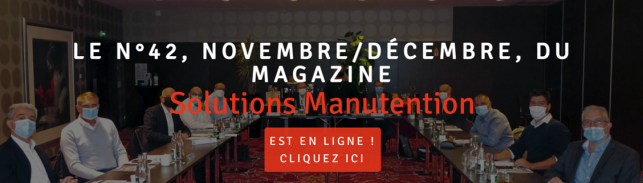 LE N°42, NOVEMBRE/DÉCEMBRE, DU
MAGAZINE
Solutions Manutention
EST EN LIGNE !
CLIQUEZ ICI